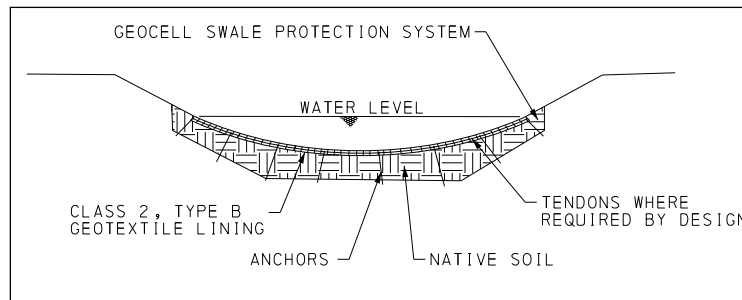 GEOCELL SWALE PROTECTION SYSTEM
WATER LEVEL
CLASS 2, TYPE B
GEOTEXTILE LINING
TENDONS WHERE
REQUIRED BY DESIGN
ANCHORS
NATIVE SOIL